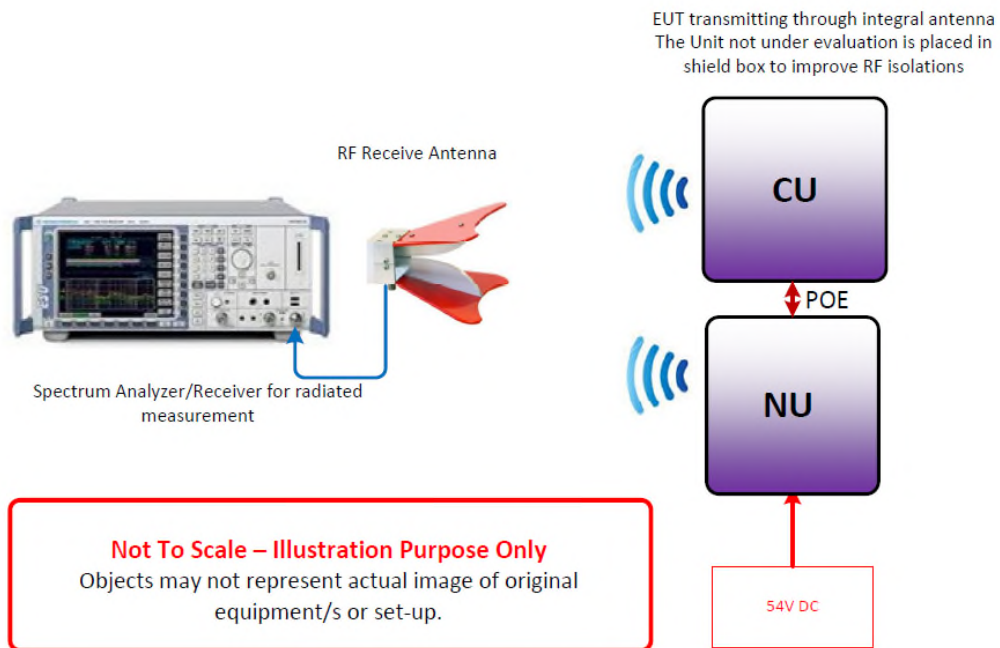 EUT transmitting through integral antenna
The Unit not under evaluation is placed in
shield box to improve RF isolations
RF Receive Antenna
CU
POE
NU
Spectrum Analyzer/Receiver for radiated
measurement
Not To Scale – Illustration Purpose Only
Objects may not represent actual image of original
equipment/s or set-up.
54V DC